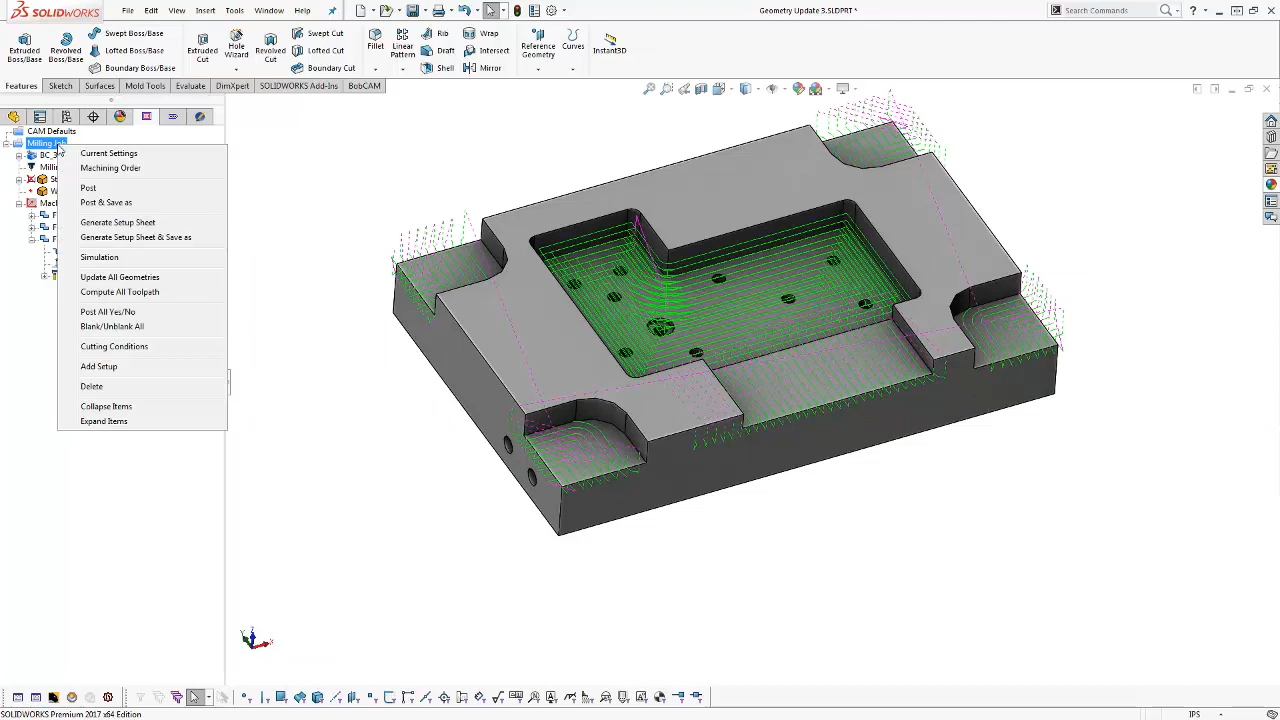 SOLIDWORKS File Edit View Insert Tools Window Help Geometry Update 3.SLDPRT * Search Commands
Extruded Boss/Base
Revolved Boss/Base
Swept Boss/Base
Lofted Boss/Base
Boundary Boss/Base
Extruded Cut
Hole Wizard
Revolved Cut
Swept Cut
Lofted Cut
Boundary Cut
Fillet
Linear Pattern
Rib
Draft
Shell
Wrap
Intersect
Mirror
Reference Geometry
Curves
Instant3D
Features Sketch Surfaces Mold Tools Evaluate DimXpert SOLIDWORKS Add-Ins BobCAM
CAM Defaults
Milling Job
Current Settings
Machining Order
Post
Post & Save as
Generate Setup Sheet
Generate Setup Sheet & Save as
Simulation
Update All Geometries
Compute All Toolpath
Post All Yes/No
Blank/Unblank All
Cutting Conditions
Add Setup
Delete
Collapse Items
Expand Items
SOLIDWORKS Premium 2017 x64 Edition IPS